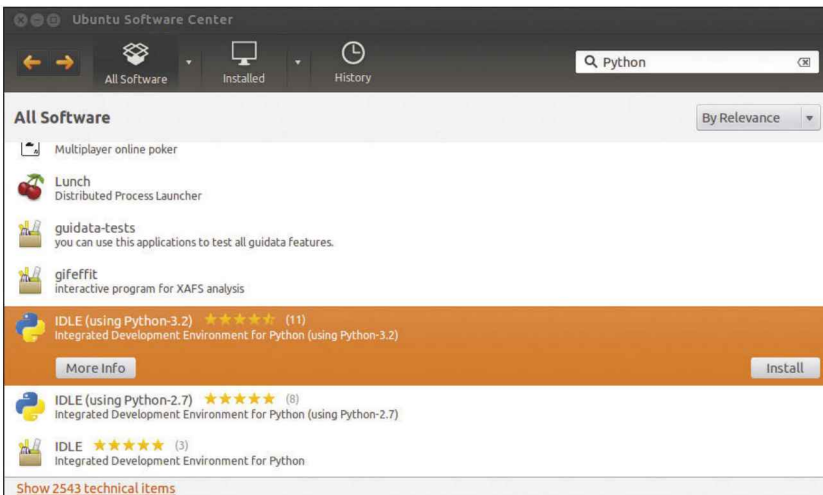 Ubuntu Software Center
All Software
Installed
History
Python
All Software
By Relevance
Multiplayer online poker
Lunch
Distributed Process Launcher
guidata-tests
you can use this applications to test all guidata features.
gifeffit
interactive program for XAFS analysis
IDLE (using Python-3.2) (11)
Integrated Development Environment for Python (using Python-3.2)
More Info
Install
IDLE (using Python-2.7) (8)
Integrated Development Environment for Python (using Python-2.7)
IDLE (3)
Integrated Development Environment for Python
Show 2543 technical items